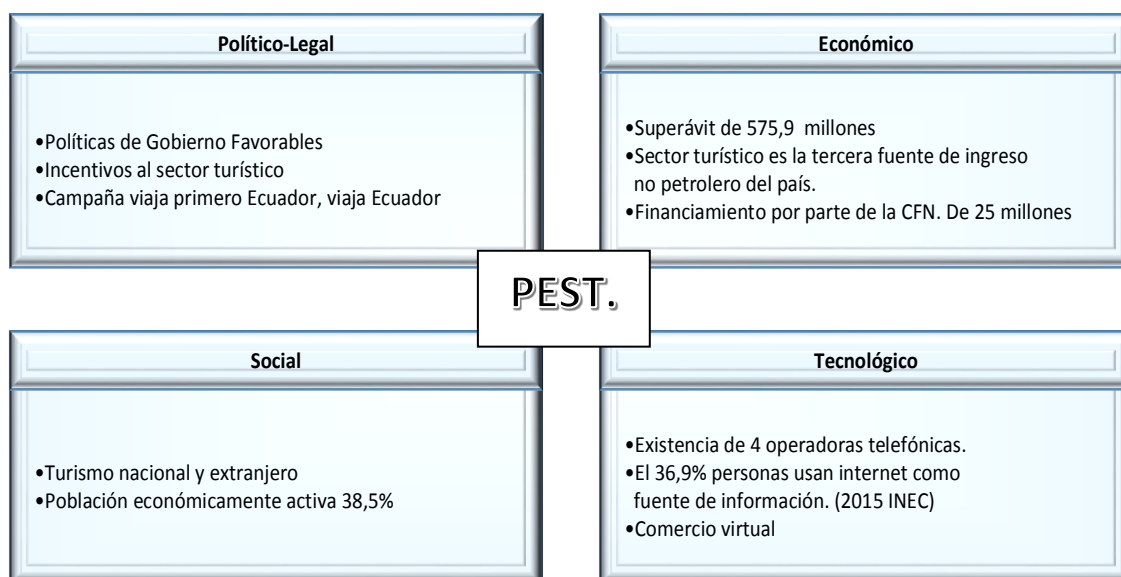 Político-Legal
•Políticas de Gobierno Favorables
•Incentivos al sector turístico
•Campaña viaja primero Ecuador, viaja Ecuador
Económico
•Superávit de 575,9 millones
•Sector turístico es la tercera fuente de ingreso
no petrolero del país.
•Financiamiento por parte de la CFN. De 25 millones
PEST.
Social
•Turismo nacional y extranjero
•Población económicamente activa 38,5%
Tecnológico
•Existencia de 4 operadoras telefónicas.
•El 36,9% personas usan internet como
fuente de información. (2015 INEC)
•Comercio virtual